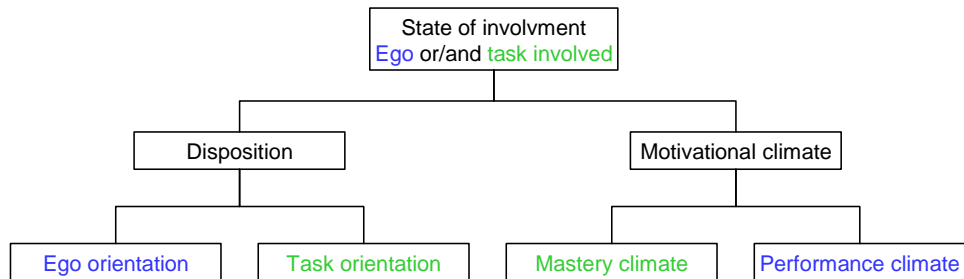 State of involvment
Ego or/and task involved
Disposition
Motivational climate
Ego orientation
Task orientation
Mastery climate
Performance climate